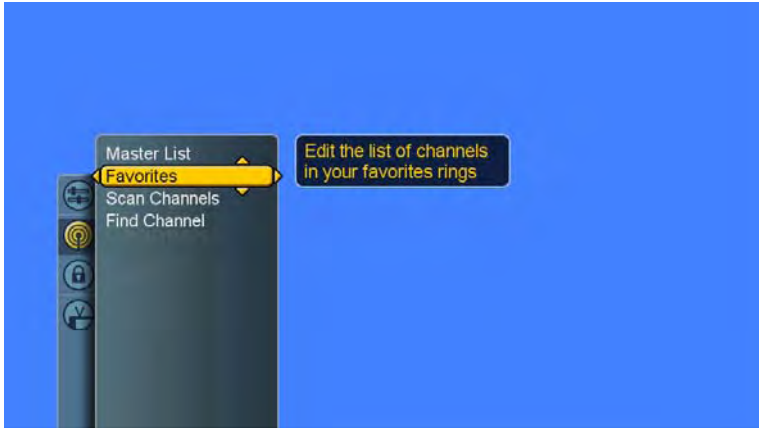 Master List
Favorites
Scan Channels
Find Channel
Edit the list of channels
in your favorites rings